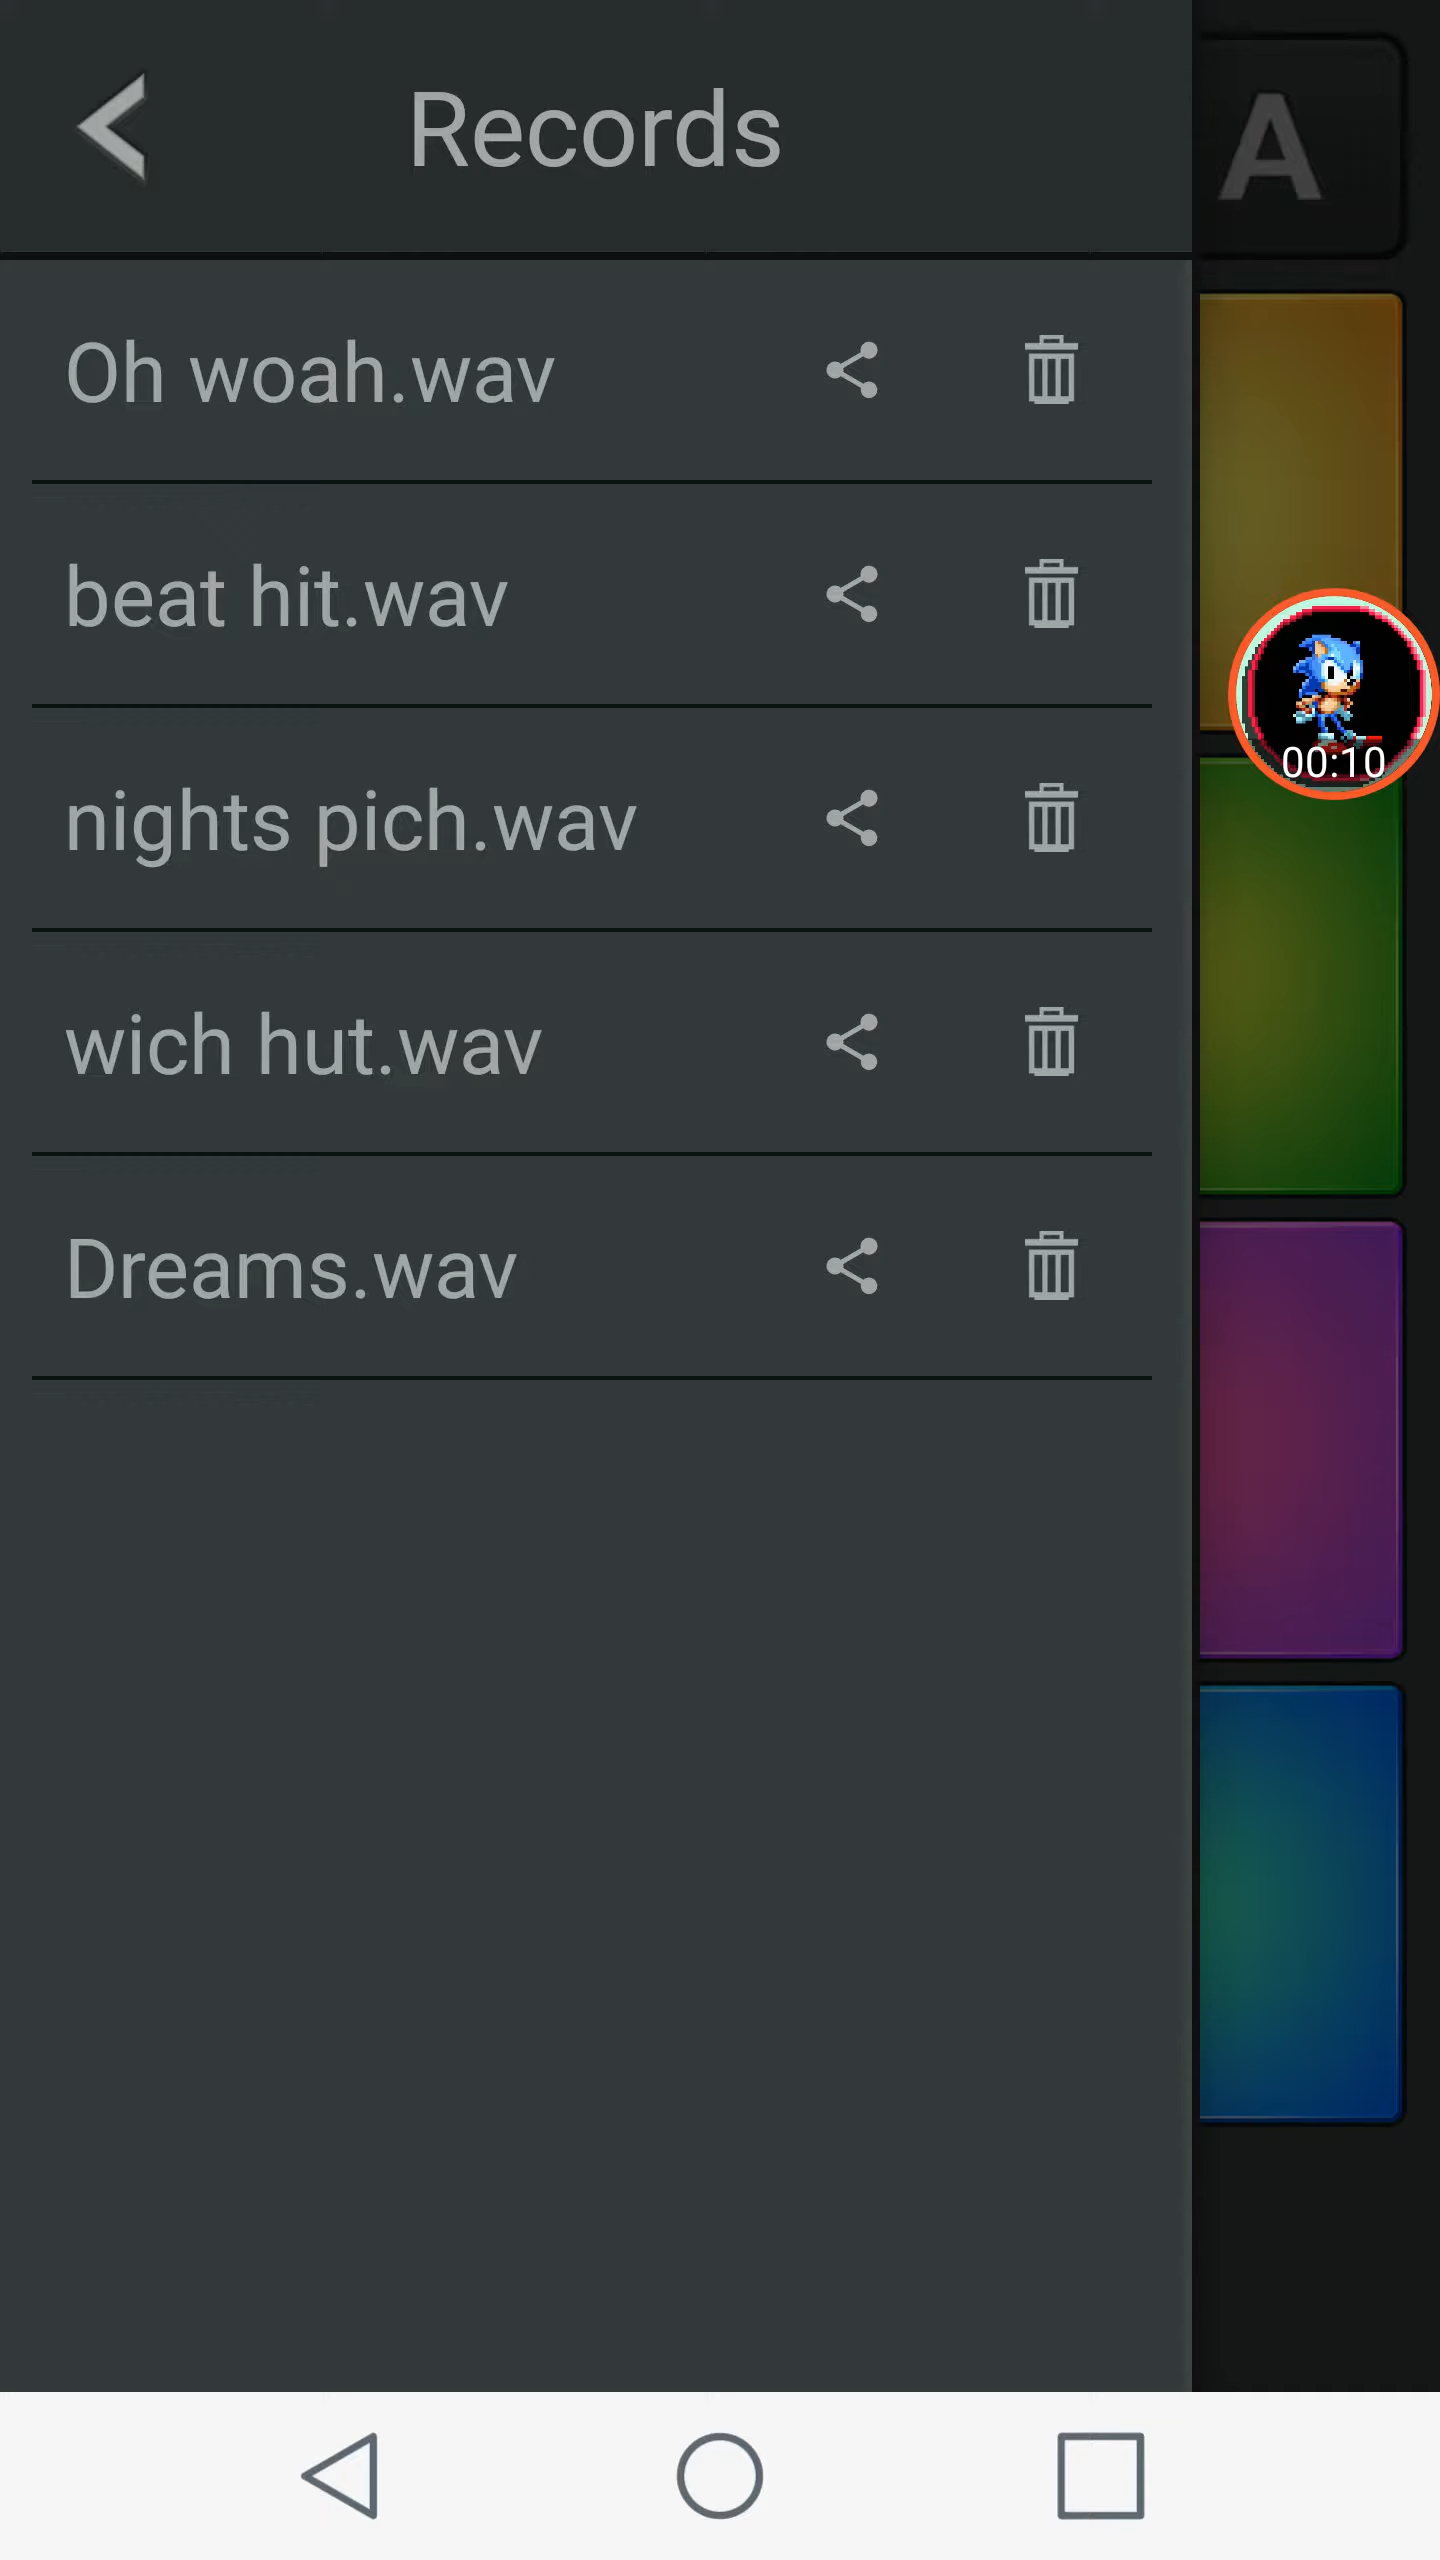 Records
A
Oh woah.wav
beat hit.wav
00:10
nights pich.wav
wich hut.wav
Dreams.wav